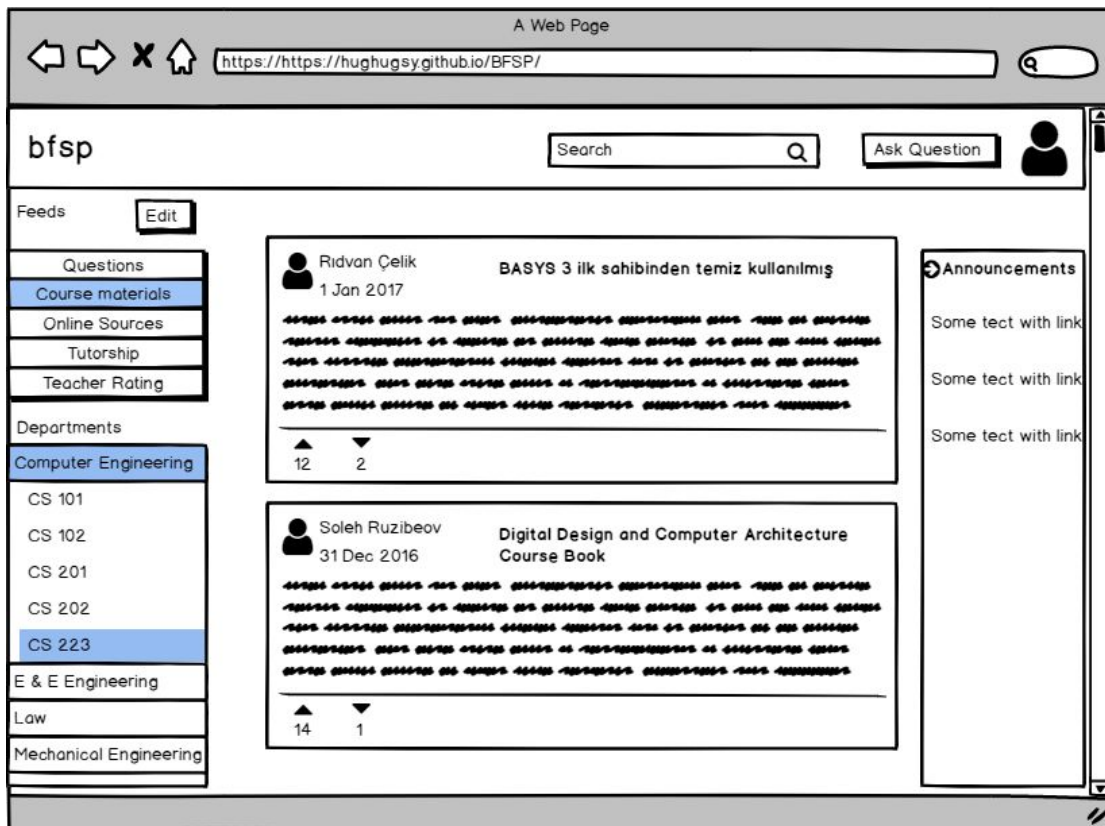 A Web Page
https://https://hughugsy.github.io/BFSP/
bfsp
Search
Ask Question
Feeds
Edit
Questions
Course materials
Online Sources
Tutorship
Teacher Rating
Departments
Computer Engineering
CS 101
CS 102
CS 201
CS 202
CS 223
E & E Engineering
Law
Mechanical Engineering
Rıdvan Çelik
1 Jan 2017
BASYS 3 ilk sahibinden temiz kullanılmış
12
2
Soleh Ruzibeov
31 Dec 2016
Digital Design and Computer Architecture
Course Book
14
1
Announcements
Some tect with link
Some tect with link
Some tect with link